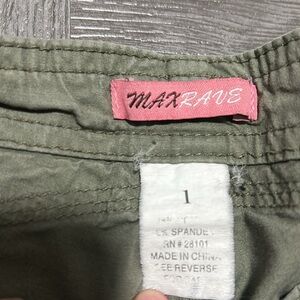 MAXRAVE
1
SPANDEX
RN # 28101
MADE IN CHINA
SEE REVERSE